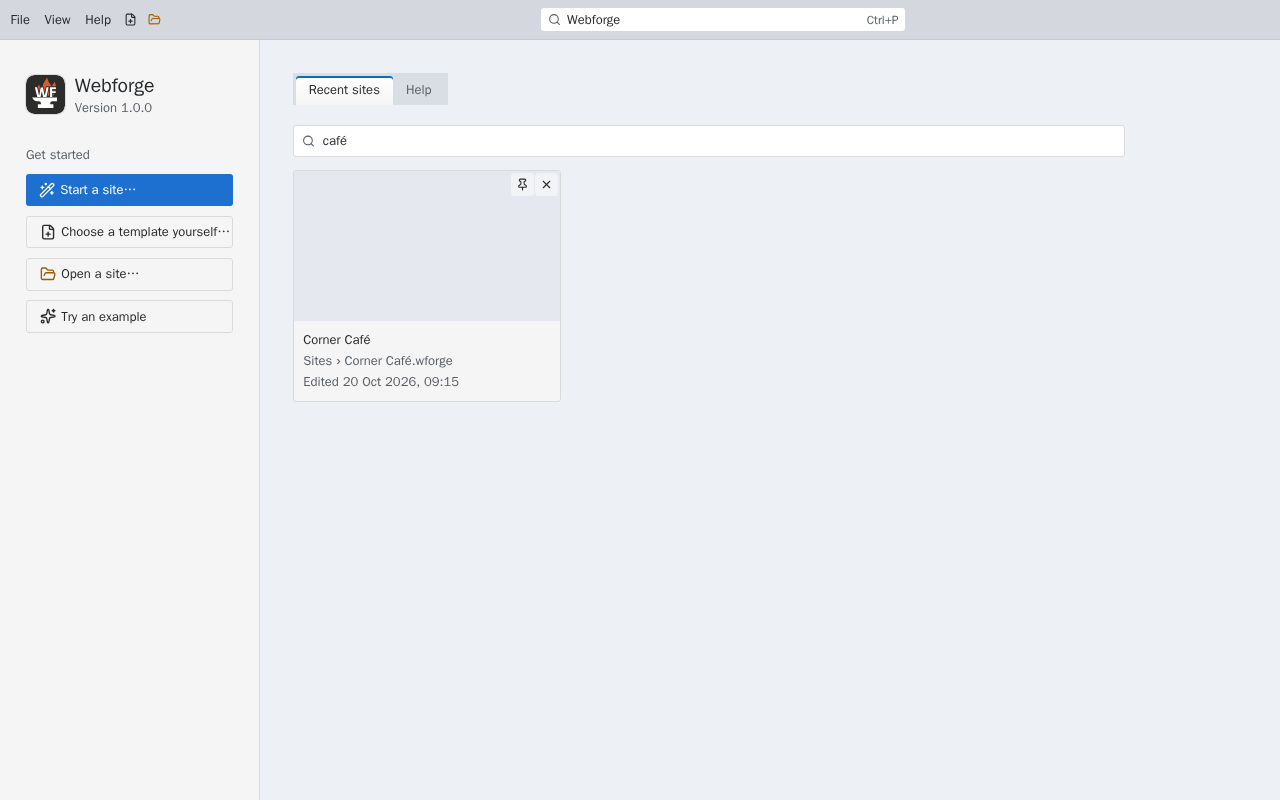 File View Help
Webforge
Ctrl+P
WF
Webforge
Version 1.0.0
Get started
Start a site…
Choose a template yourself…
Open a site…
Try an example
Recent sites
Help
café
Corner Café
Sites › Corner Café.wforge
Edited 20 Oct 2026, 09:15